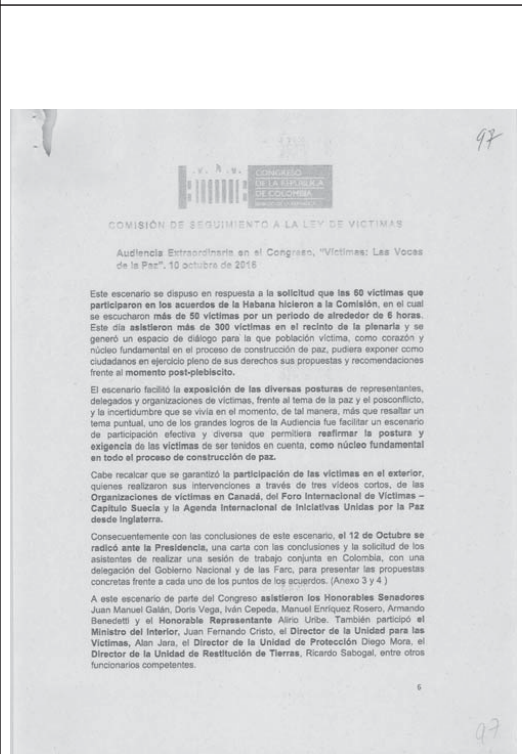 97
CONGRESO
DE LA REPÚBLICA
DE COLOMBIA
COMISIÓN DE SEGUIMIENTO A LA LEY DE VICTIMAS
Audiencia Extraordinaria en el Congreso, "Víctimas: Las Voces
de la Paz". 10 octubre de 2016
Este escenario se dispuso en respuesta a la solicitud que las 60 víctimas que
participaron en los acuerdos de la Habana hicieron a la Comisión, en el cual
se escucharon más de 50 víctimas por un periodo de alrededor de 6 horas.
Este día asistieron más de 300 víctimas en el recinto de la plenaria y se
generó un espacio de diálogo para la que población víctima, como corazón y
núcleo fundamental en el proceso de construcción de paz, pudiera exponer como
ciudadanos en ejercicio pleno de sus derechos sus propuestas y recomendaciones
frente al momento post-plebiscito.
El escenario facilitó la exposición de las diversas posturas de representantes,
delegados y organizaciones de víctimas, frente al tema de la paz y el posconflicto,
y la incertidumbre que se vivía en el momento, de tal manera, más que resaltar un
tema puntual, uno de los grandes logros de la Audiencia fue facilitar un escenario
de participación efectiva y diversa que permitiera reafirmar la postura y
exigencia de las víctimas de ser tenidos en cuenta, como núcleo fundamental
en todo el proceso de construcción de paz.
Cabe recalcar que se garantizó la participación de las víctimas en el exterior,
quienes realizaron sus intervenciones a través de tres videos cortos, de las
Organizaciones de víctimas en Canadá, del Foro Internacional de Víctimas –
Capítulo Suecia y la Agenda Internacional de Iniciativas Unidas por la Paz
desde Inglaterra.
Consecuentemente con las conclusiones de este escenario, el 12 de Octubre se
radicó ante la Presidencia, una carta con las conclusiones y la solicitud de los
asistentes de realizar una sesión de trabajo conjunta en Colombia, con una
delegación del Gobierno Nacional y de las Farc, para presentar las propuestas
concretas frente a cada uno de los puntos de los acuerdos. (Anexo 3 y 4 )
A este escenario de parte del Congreso asistieron los Honorables Senadores
Juan Manuel Galán, Doris Vega, Iván Cepeda, Manuel Enríquez Rosero, Armando
Benedetti y el Honorable Representante Alirio Uribe. También participó el
Ministro del Interior, Juan Fernando Cristo, el Director de la Unidad para las
Víctimas, Alan Jara, el Director de la Unidad de Protección Diego Mora, el
Director de la Unidad de Restitución de Tierras, Ricardo Sabogal, entre otros
funcionarios competentes.
6
97